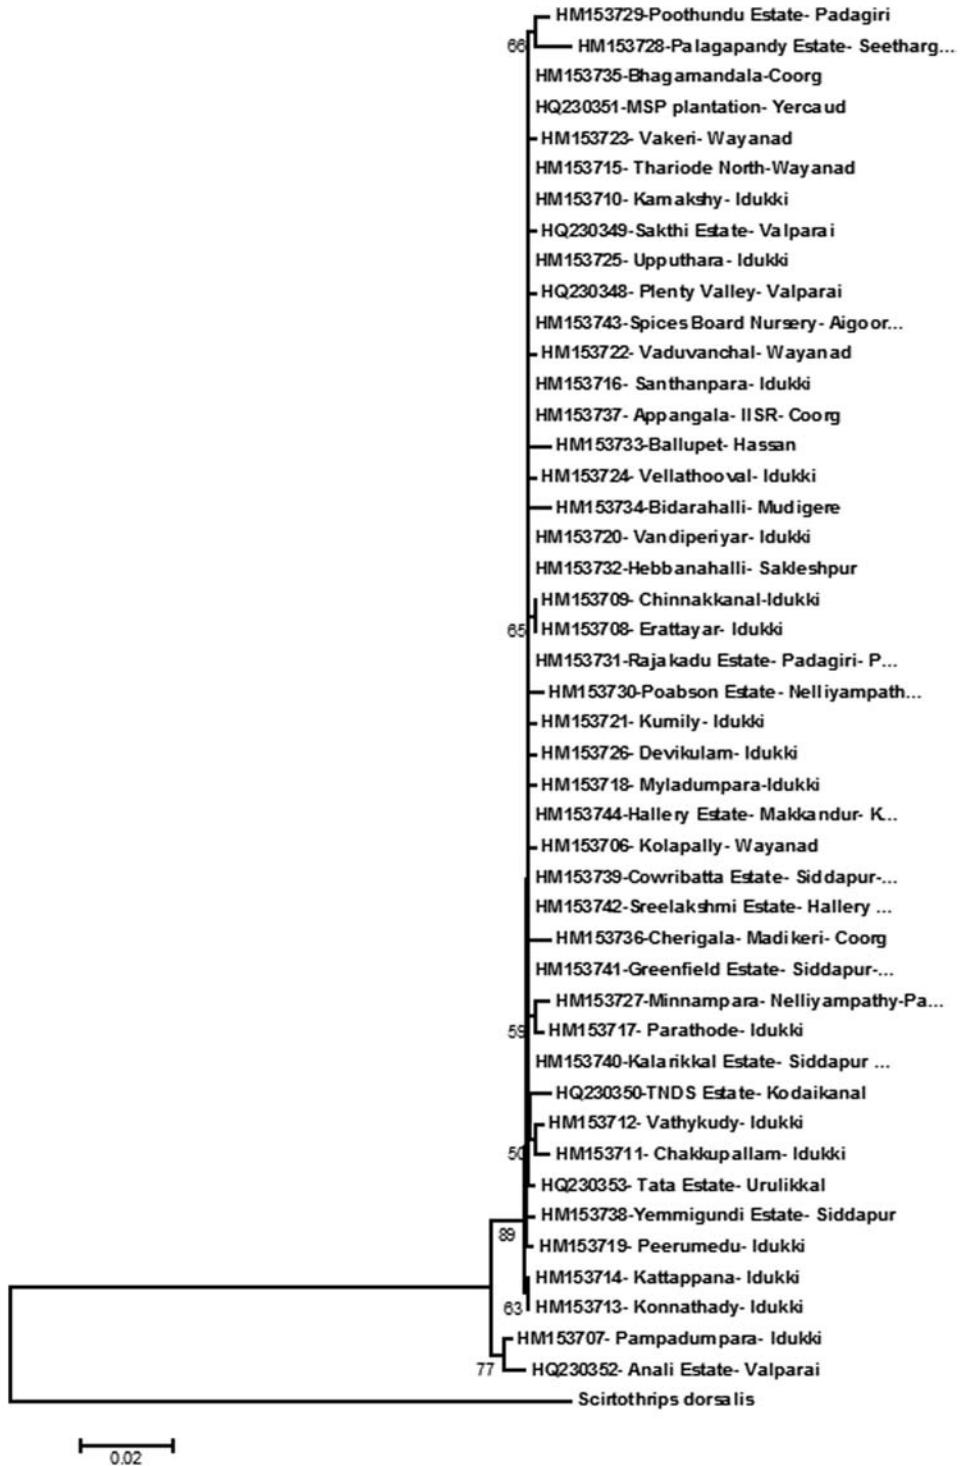 HM153729-Poothundu Estate- Padagiri
66
HM153728-Palagapandy Estate- Seetharg...
HM153735-Bhagamandala-Coorg
HQ230351-MSP plantation- Yercaud
HM153723- Vakeri- Wayanad
HM153715- Thariode North-Wayanad
HM153710- Kamakshy- Idukki
HQ230349-Sakthi Estate- Valparai
HM153725- Upputhara- Idukki
HQ230348- Plenty Valley- Valparai
HM153743-Spices Board Nursery- Aigoor...
HM153722- Vaduvanchal- Wayanad
HM153716- Santhanpara- Idukki
HM153737- Appangala- IISR- Coorg
HM153733-Ballupet- Hassan
HM153724- Vellathooval- Idukki
HM153734-Bidarahalli- Mudigere
HM153720- Vandiperiyar- Idukki
HM153732-Hebbanahalli- Sakleshpur
HM153709- Chinnakkanal-Idukki
65
HM153708- Erattayar- Idukki
HM153731-Rajakadu Estate- Padagiri- P...
HM153730-Poabson Estate- Nelliyampath...
HM153721- Kumily- Idukki
HM153726- Devikulam- Idukki
HM153718- Myladumpara-Idukki
HM153744-Hallery Estate- Makkandur- K...
HM153706- Kolapally- Wayanad
HM153739-Cowribatta Estate- Siddapur-...
HM153742-Sreelakshmi Estate- Hallery ...
HM153736-Cherigala- Madikeri- Coorg
HM153741-Greenfield Estate- Siddapur-...
HM153727-Minnampara- Nelliyampathy-Pa...
59
HM153717- Parathode- Idukki
HM153740-Kalarikkal Estate- Siddapur ...
HQ230350-TNDS Estate- Kodaikanal
HM153712- Vathykudy- Idukki
50
HM153711- Chakkupallam- Idukki
HQ230353- Tata Estate- Urulikkal
HM153738-Yemmigundi Estate- Siddapur
89
HM153719- Peerumedu- Idukki
HM153714- Kattappana- Idukki
63
HM153713- Konnathady- Idukki
HM153707- Pampadumpara- Idukki
77
HQ230352- Anali Estate- Valparai
Scirtothrips dorsalis
0.02